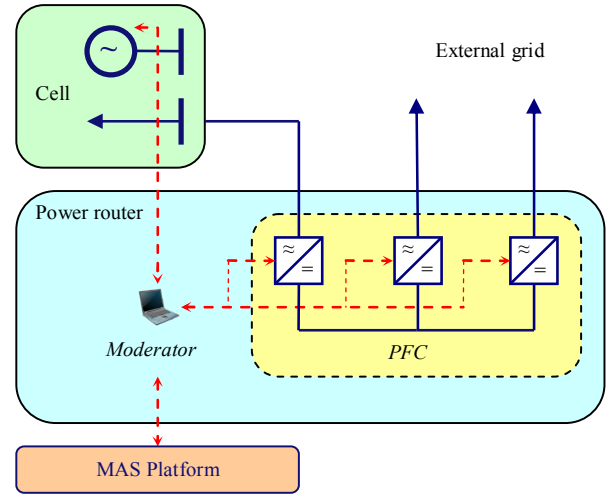 ~
External grid
Cell
Power router
≈
=
≈
=
≈
=
Moderator
PFC
MAS Platform